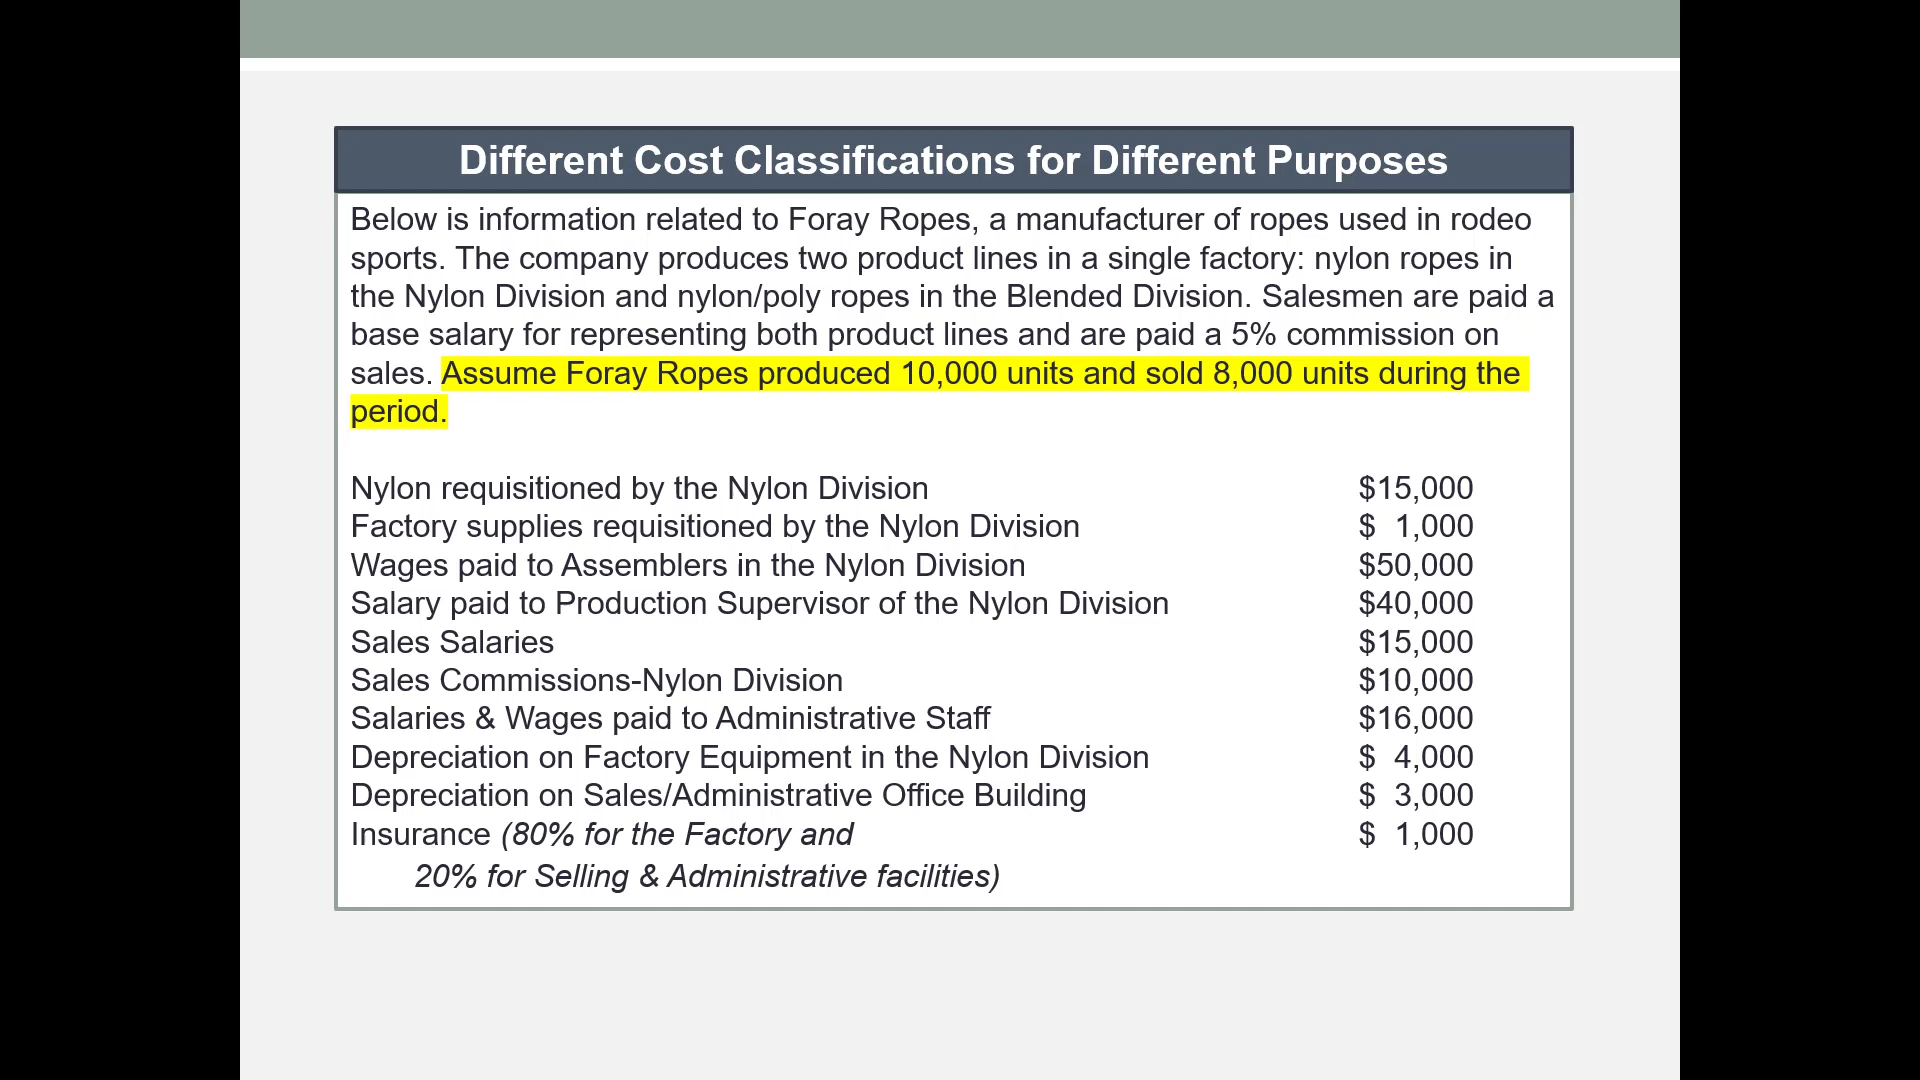 Different Cost Classifications for Different Purposes
Below is information related to Foray Ropes, a manufacturer of ropes used in rodeo
sports. The company produces two product lines in a single factory: nylon ropes in
the Nylon Division and nylon/poly ropes in the Blended Division. Salesmen are paid a
base salary for representing both product lines and are paid a 5% commission on
sales. Assume Foray Ropes produced 10,000 units and sold 8,000 units during the
period.
Nylon requisitioned by the Nylon Division $15,000
Factory supplies requisitioned by the Nylon Division $ 1,000
Wages paid to Assemblers in the Nylon Division $50,000
Salary paid to Production Supervisor of the Nylon Division $40,000
Sales Salaries $15,000
Sales Commissions-Nylon Division $10,000
Salaries & Wages paid to Administrative Staff $16,000
Depreciation on Factory Equipment in the Nylon Division $ 4,000
Depreciation on Sales/Administrative Office Building $ 3,000
Insurance (80% for the Factory and $ 1,000
20% for Selling & Administrative facilities)